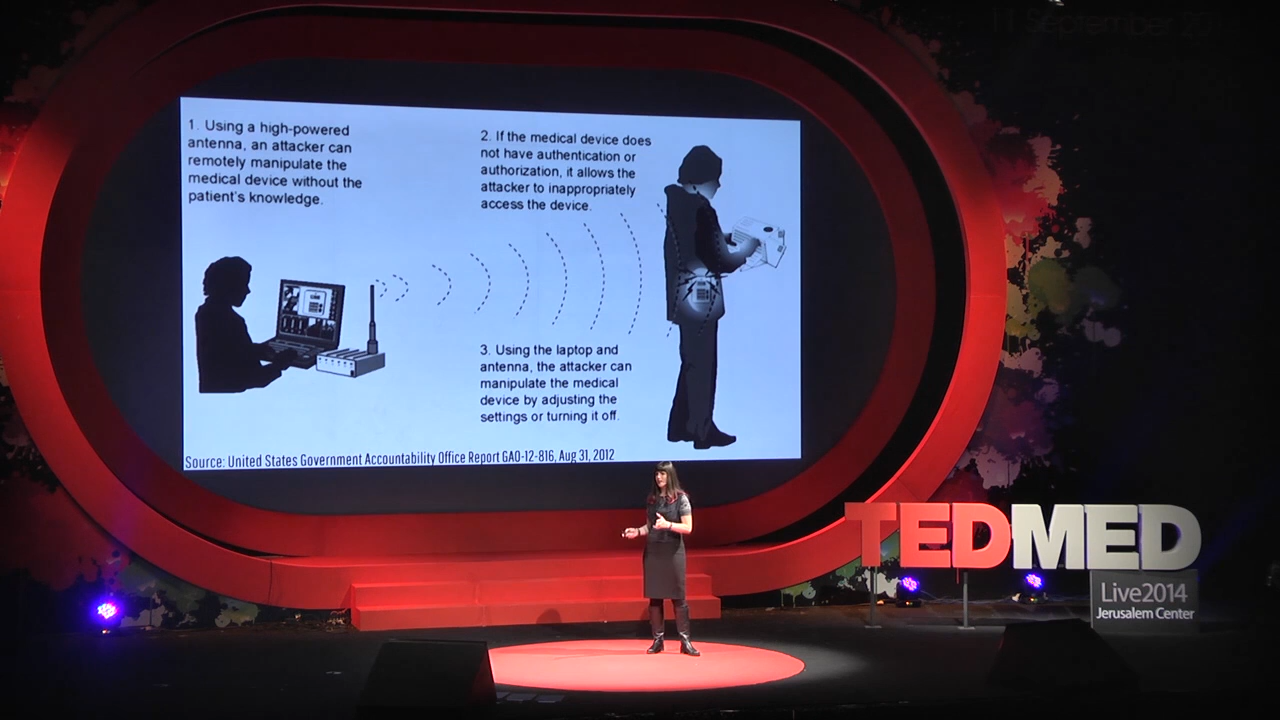 11 September 20
1. Using a high-powered
antenna, an attacker can
remotely manipulate the
medical device without the
patient's knowledge.
2. If the medical device does
not have authentication or
authorization, it allows the
attacker to inappropriately
access the device.
3. Using the laptop and
antenna, the attacker can
manipulate the medical
device by adjusting the
settings or turning it off.
Source: United States Government Accountability Office Report GAO-12-816, Aug 31, 2012
TEDMED
Live2014
Jerusalem Center